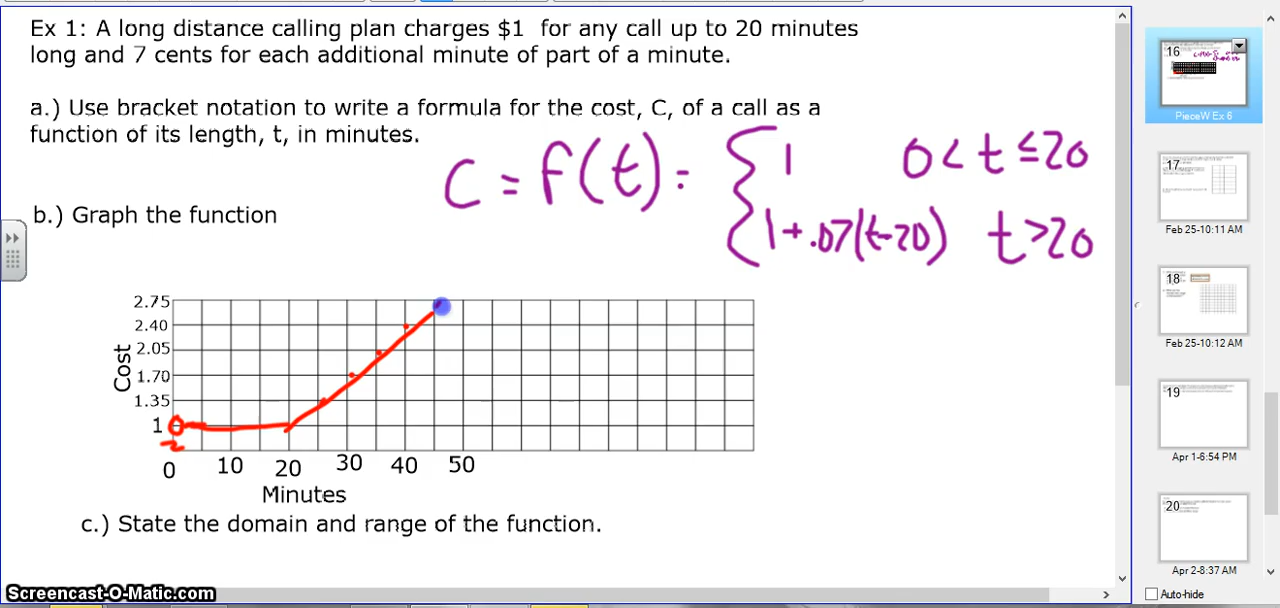 Ex 1: A long distance calling plan charges $1 for any call up to 20 minutes
long and 7 cents for each additional minute of part of a minute.
a.) Use bracket notation to write a formula for the cost, C, of a call as a
function of its length, t, in minutes.
C = f(t) = { 1 0 < t ≤ 20
1 + .07(t-20) t > 20
b.) Graph the function
2.75
2.40
2.05
1.70
1.35
1
Cost
0 10 20 30 40 50
Minutes
c.) State the domain and range of the function.
Screencast-O-Matic.com
16
PieceW Ex 6
17
Feb 25-10:11 AM
18
Feb 25-10:12 AM
19
Apr 1-6:54 PM
20
Apr 2-8:37 AM
Auto-hide